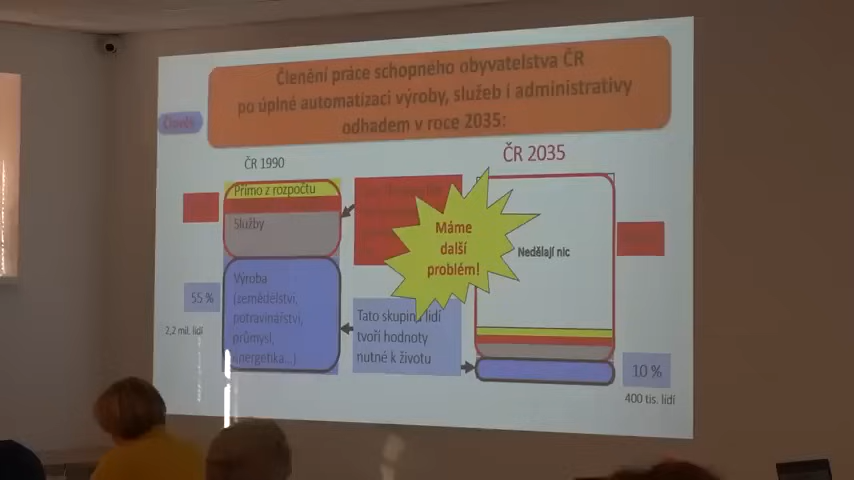 Členění práce schopného obyvatelstva ČR
po úplné automatizaci výroby, služeb i administrativy
odhadem v roce 2035:
Člověk
ČR 1990
ČR 2035
Přímo z rozpočtu
Služby
Máme
další
problém!
Nedělají nic
Výroba
(zemědělství,
potravinářství,
průmysl,
energetika...)
55 %
2,2 mil. lidí
Tato skupina lidí
tvoří hodnoty
nutné k životu
10 %
400 tis. lidí